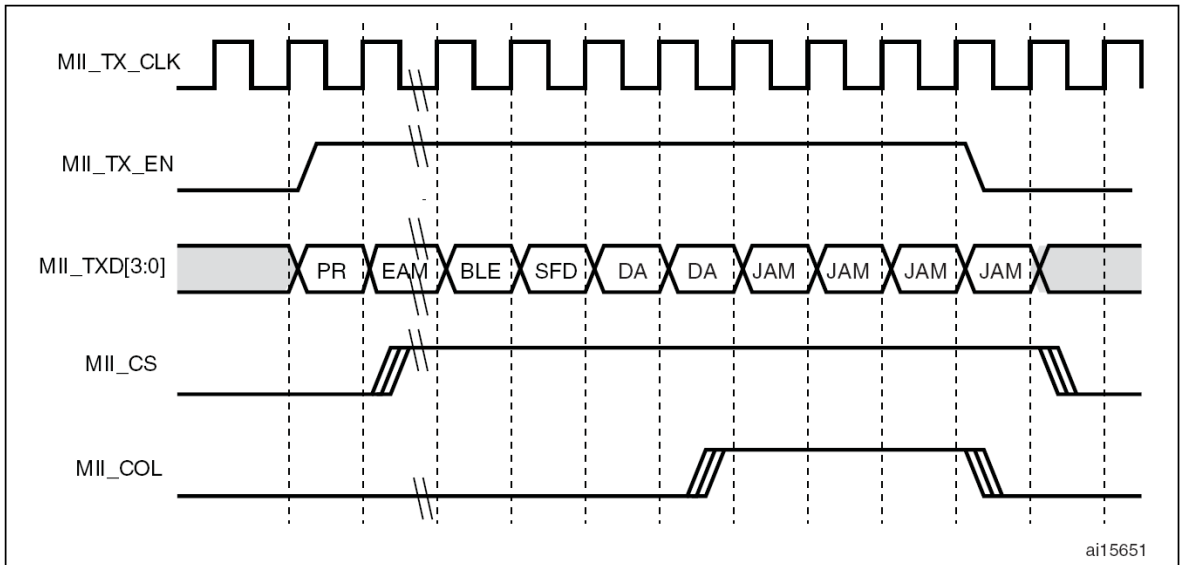 MII_TX_CLK
MII_TX_EN
MII_TXD[3:0] PR EAM BLE SFD DA DA JAM JAM JAM JAM
MII_CS
MII_COL
ai15651